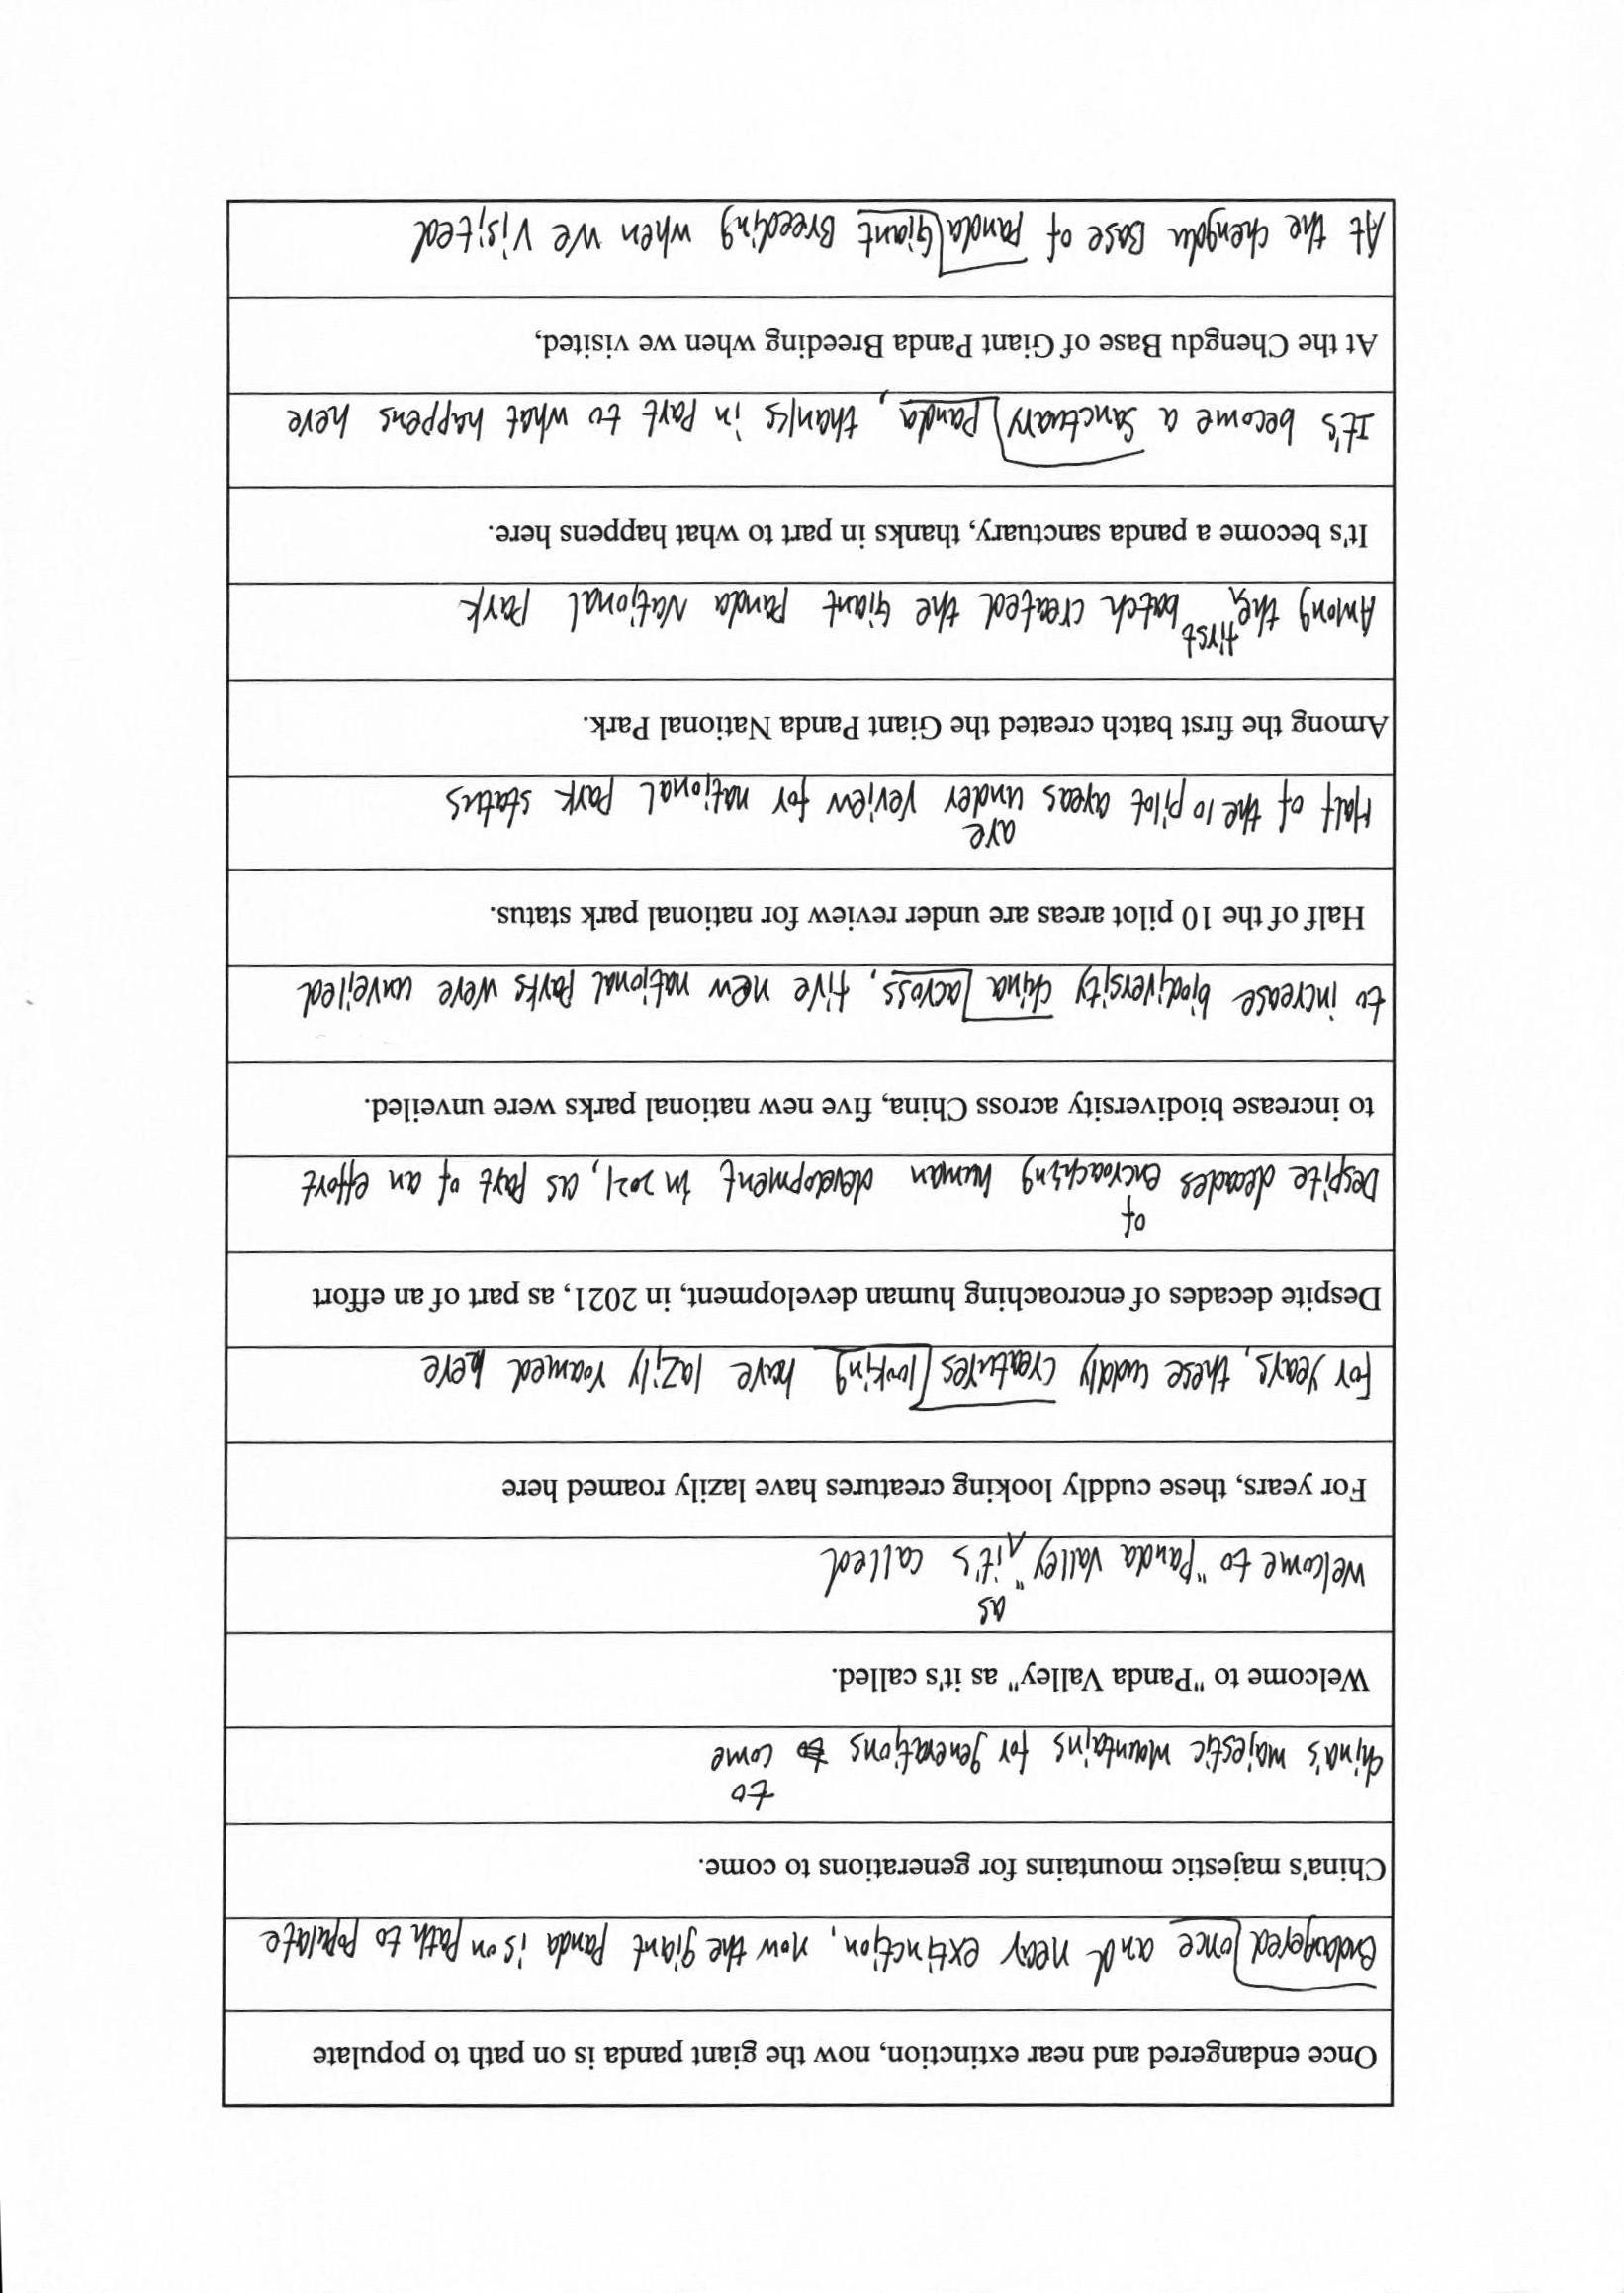 Once endangered and near extinction, now the giant panda is on path to populate
Endagered once and near extinction, now the giant Panda is on Path to Populate
China's majestic mountains for generations to come.
China's majestic mountains for generations to come
Welcome to "Panda Valley" as it's called.
Welcome to "Panda Valley" as it's called
For years, these cuddly looking creatures have lazily roamed here
For years, these cuddly creatures looking have lazily roamed here
Despite decades of encroaching human development, in 2021, as part of an effort
Despite decades of encroaching human development in 2021, as Part of an effort
to increase biodiversity across China, five new national parks were unveiled.
to increase biodiversity China across, five new national Parks were unveiled
Half of the 10 pilot areas are under review for national park status.
Half of the 10 pilot areas are under review for national Park status
Among the first batch created the Giant Panda National Park.
Among the first batch created the Giant Panda National Park
It's become a panda sanctuary, thanks in part to what happens here.
It's become a Sanctuary Panda, thanks in Part to what happens here
At the Chengdu Base of Giant Panda Breeding when we visited,
At the chengdu Base of Panda Giant Breeding when we visited